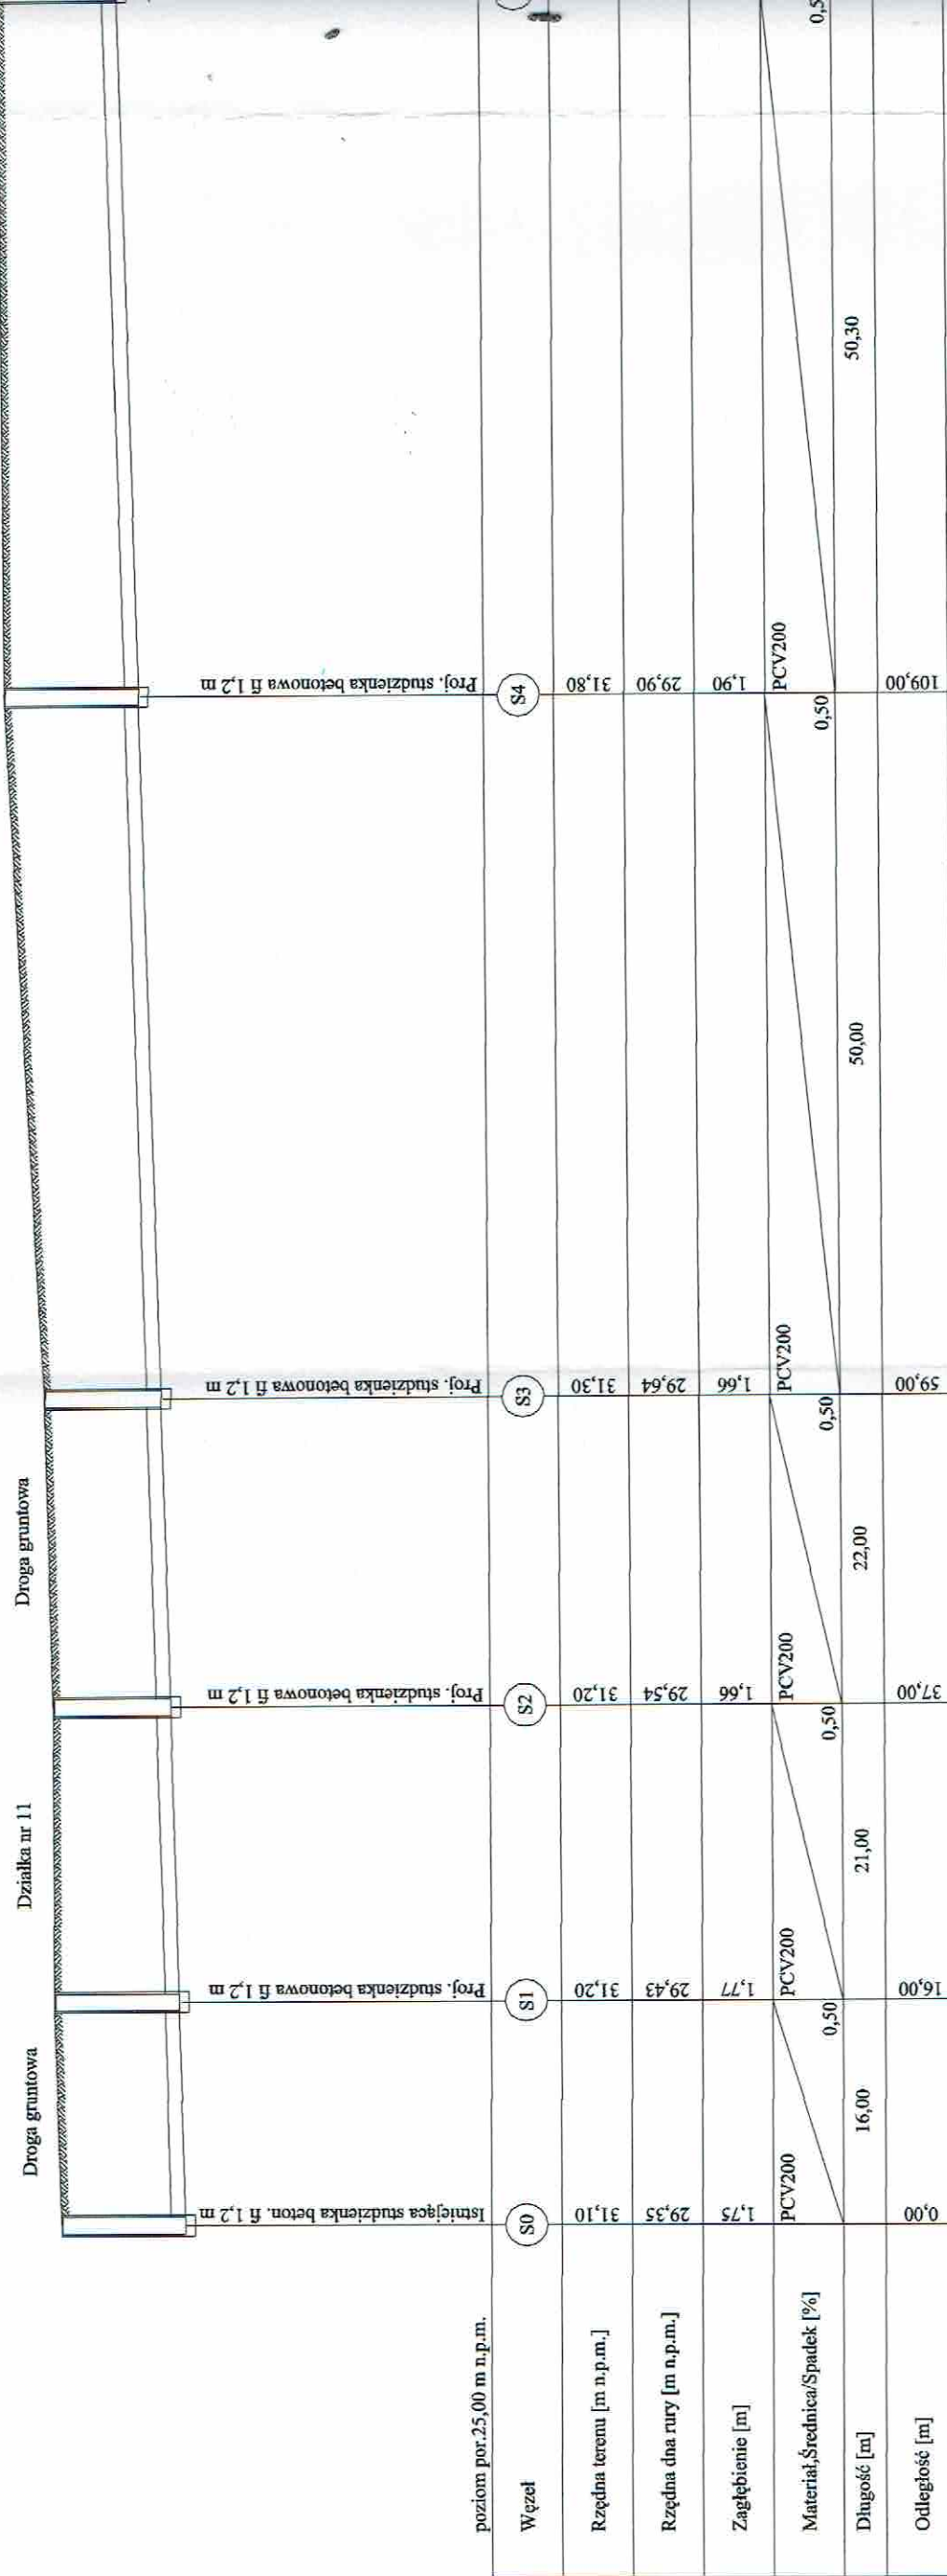 Droga gruntowa
Działka nr 11
Droga gruntowa
Istniejąca studzienka beton. fi 1,2 m
Proj. studzienka betonowa fi 1,2 m
Proj. studzienka betonowa fi 1,2 m
Proj. studzienka betonowa fi 1,2 m
Proj. studzienka betonowa fi 1,2 m
poziom por.25,00 m n.p.m.
Węzeł
S0
S1
S2
S3
S4
Rzędna terenu [m n.p.m.]
31,10
31,20
31,20
31,30
31,80
Rzędna dna rury [m n.p.m.]
29,35
29,43
29,54
29,64
29,90
Zagłębienie [m]
1,75
1,77
1,66
1,66
1,90
Materiał,Średnica/Spadek [%]
PCV200
0,50
PCV200
0,50
PCV200
0,50
PCV200
0,50
PCV200
Długość [m]
16,00
21,00
22,00
50,00
50,30
Odległość [m]
0,00
16,00
37,00
59,00
109,00